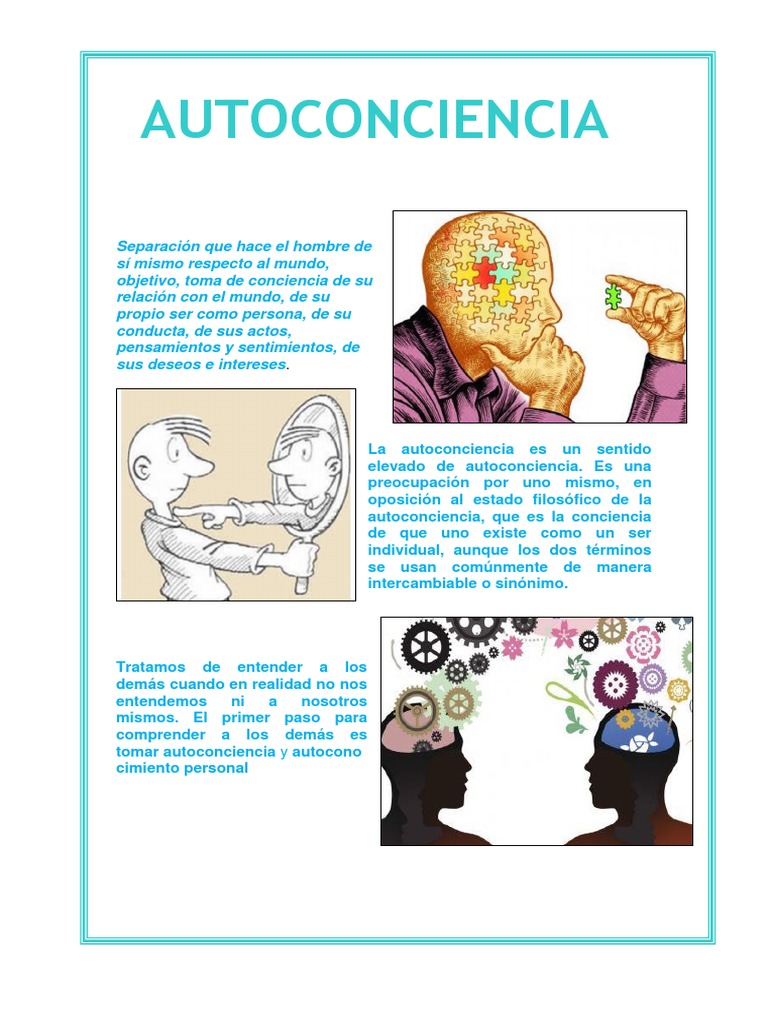 AUTOCONCIENCIA
Separación que hace el hombre de
sí mismo respecto al mundo,
objetivo, toma de conciencia de su
relación con el mundo, de su
propio ser como persona, de su
conducta, de sus actos,
pensamientos y sentimientos, de
sus deseos e intereses.
La autoconciencia es un sentido
elevado de autoconciencia. Es una
preocupación por uno mismo, en
oposición al estado filosófico de la
autoconciencia, que es la conciencia
de que uno existe como un ser
individual, aunque los dos términos
se usan comúnmente de manera
intercambiable o sinónimo.
Tratamos de entender a los
demás cuando en realidad no nos
entendemos ni a nosotros
mismos. El primer paso para
comprender a los demás es
tomar autoconciencia y autocono
cimiento personal